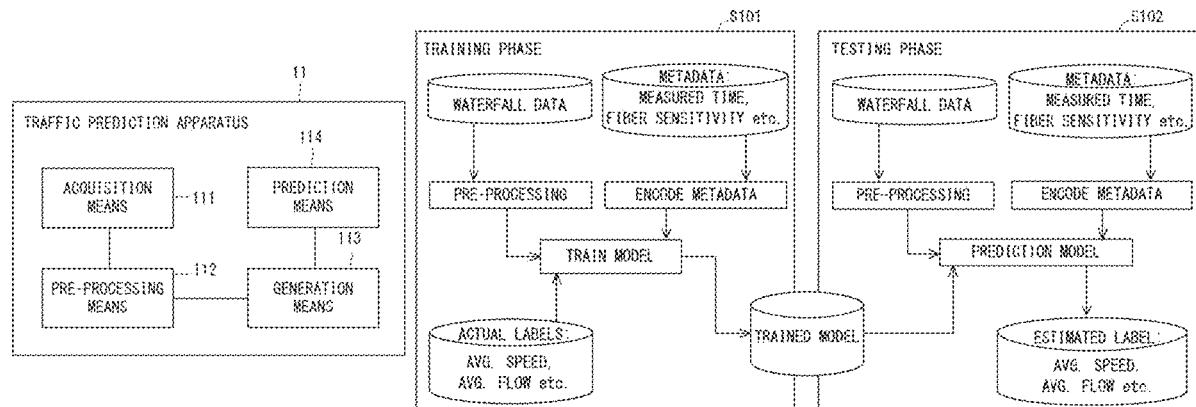 11
TRAFFIC PREDICTION APPARATUS
114
ACQUISITION
MEANS
111
PREDICTION
MEANS
112
113
PRE-PROCESSING
MEANS
GENERATION
MEANS
S101
TRAINING PHASE
WATERFALL DATA
METADATA:
MEASURED TIME,
FIBER SENSITIVITY etc.
PRE-PROCESSING
ENCODE METADATA
TRAIN MODEL
ACTUAL LABELS:
AVG. SPEED,
AVG. FLOW etc.
TRAINED MODEL
S102
TESTING PHASE
WATERFALL DATA
METADATA:
MEASURED TIME,
FIBER SENSITIVITY etc.
PRE-PROCESSING
ENCODE METADATA
PREDICTION MODEL
ESTIMATED LABEL:
AVG. SPEED.
AVG. FLOW etc.